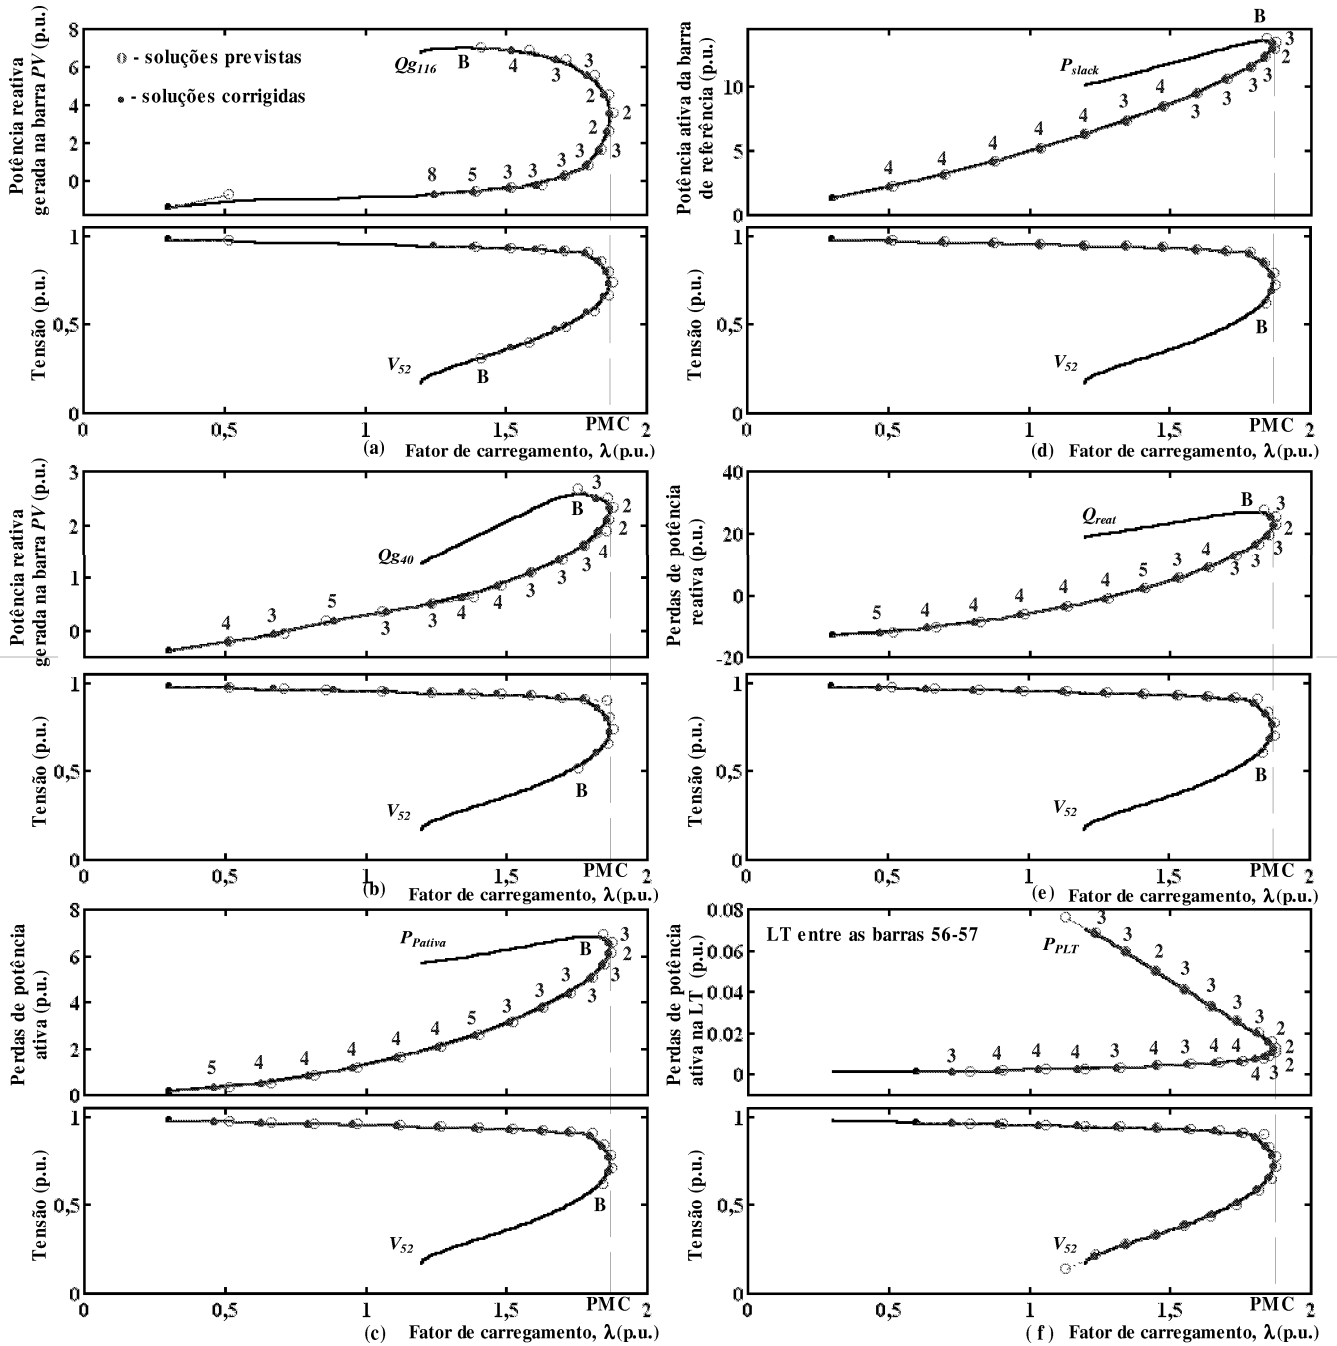 Potência reativa
gerada na barra PV (p.u.)
8
6
4
2
0
- soluções previstas
- soluções corrigidas
Qg116
B
4
3
3
2
2
2
3
3
3
3
3
5
8
Tensão (p.u.)
1
0,5
0
V52
B
PMC
0
0,5
1
1,5
2
(a)
Fator de carregamento, λ(p.u.)
Potência ativa da barra
de referência (p.u.)
10
5
0
Pslack
B
3
2
3
3
3
3
4
3
4
4
4
4
4
Tensão (p.u.)
1
0,5
0
V52
B
PMC
0
0,5
1
1,5
2
(d)
Fator de carregamento, λ(p.u.)
Potência reativa
gerada na barra PV (p.u.)
3
2
1
0
Qg40
B
3
2
2
4
3
3
3
4
4
3
3
5
3
4
Tensão (p.u.)
1
0,5
0
V52
B
PMC
0
0,5
1
1,5
2
(b)
Fator de carregamento, λ(p.u.)
Perdas de potência
reativa (p.u.)
40
20
0
-20
Qreat
B
3
2
3
3
3
4
3
5
4
4
4
4
4
5
Tensão (p.u.)
1
0,5
0
V52
B
PMC
0
0,5
1
1,5
2
(e)
Fator de carregamento, λ(p.u.)
Perdas de potência
ativa (p.u.)
8
6
4
2
0
PPativa
B
3
2
3
3
3
3
3
5
4
4
4
4
4
5
Tensão (p.u.)
1
0,5
0
V52
B
PMC
0
0,5
1
1,5
2
(c)
Fator de carregamento, λ(p.u.)
Perdas de potência
ativa na LT (p.u.)
0.08
0.06
0.04
0.02
0
LT entre as barras 56-57
PPLT
3
3
2
3
3
3
3
2
2
2
3
4
4
4
3
4
3
4
4
4
3
Tensão (p.u.)
1
0,5
0
V52
PMC
0
0,5
1
1,5
2
(f)
Fator de carregamento, λ(p.u.)